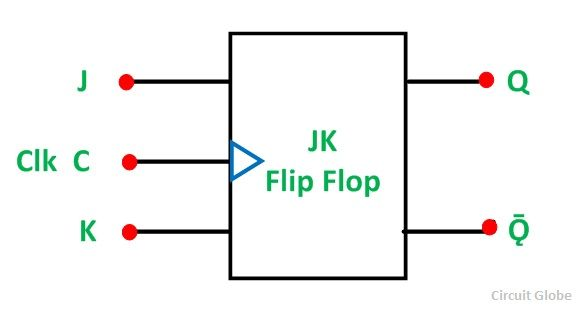 J
Q
Clk C
JK
Flip Flop
K
Q̄
Circuit Globe